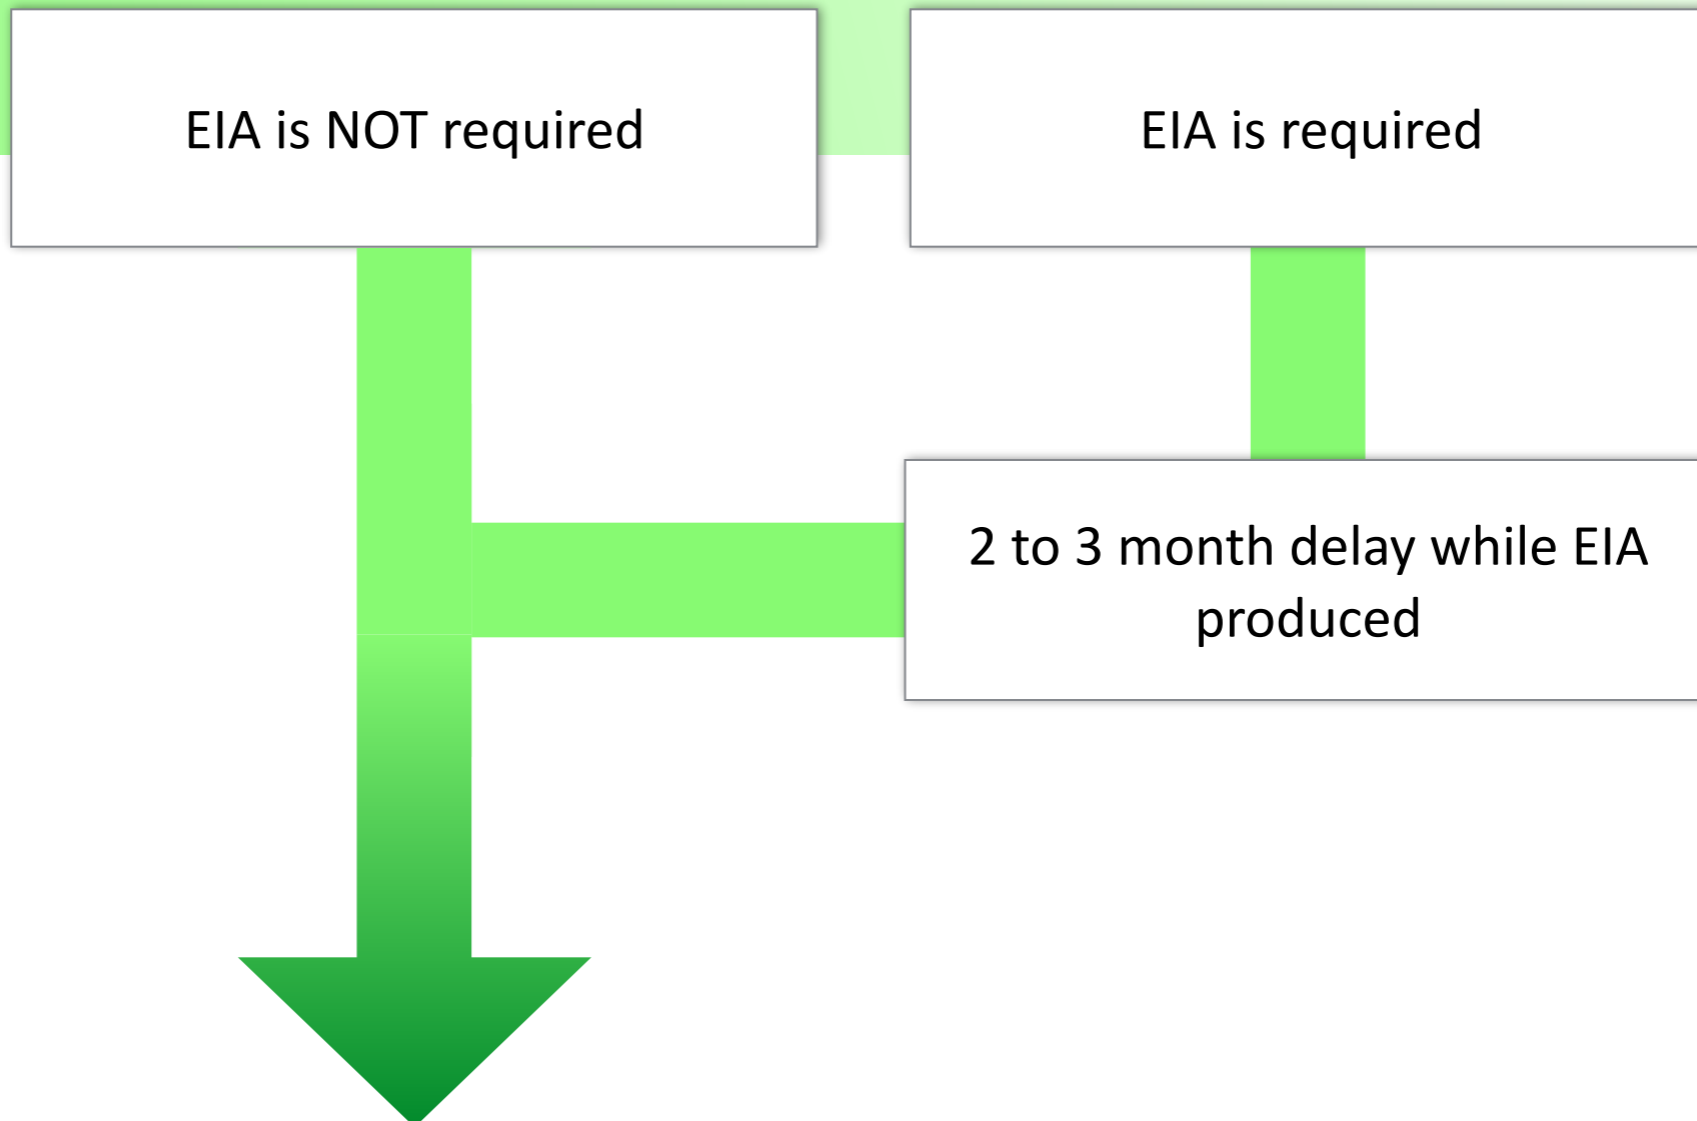 EIA is NOT required
EIA is required
2 to 3 month delay while EIA
produced